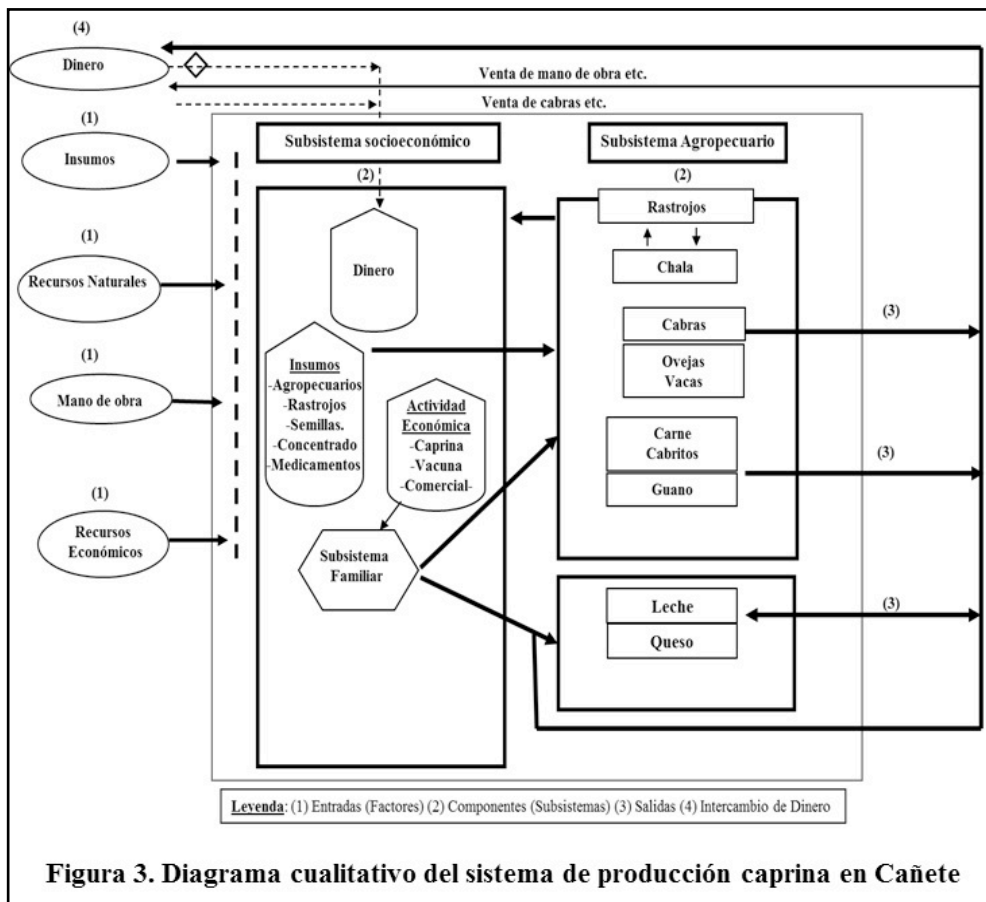 (4)
Dinero
Venta de mano de obra etc.
Venta de cabras etc.
(1)
Insumos
(1)
Recursos Naturales
(1)
Mano de obra
(1)
Recursos
Económicos
Subsistema socioeconómico
(2)
Dinero
Insumos
-Agropecuarios
-Rastrojos
-Semillas.
-Concentrado
-Medicamentos
Actividad
Económica
-Caprina
-Vacuna
-Comercial-
Subsistema
Familiar
Subsistema Agropecuario
(2)
Rastrojos
Chala
Cabras
Ovejas
Vacas
(3)
Carne
Cabritos
Guano
(3)
Leche
Queso
(3)
Leyenda: (1) Entradas (Factores) (2) Componentes (Subsistemas) (3) Salidas (4) Intercambio de Dinero
Figura 3. Diagrama cualitativo del sistema de producción caprina en Cañete